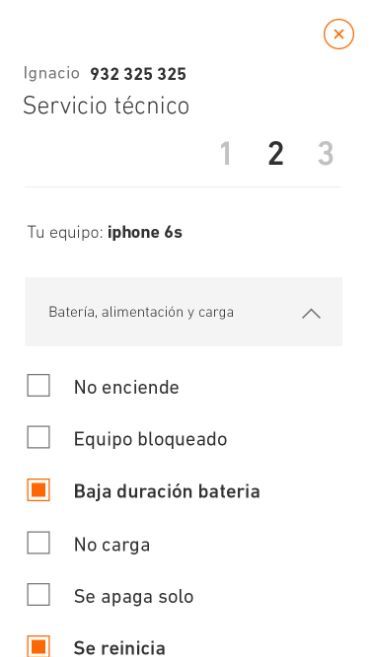 Ignacio 932 325 325
Servicio técnico
1 2 3
Tu equipo: iphone 6s
Batería, alimentación y carga
No enciende
Equipo bloqueado
Baja duración bateria
No carga
Se apaga solo
Se reinicia